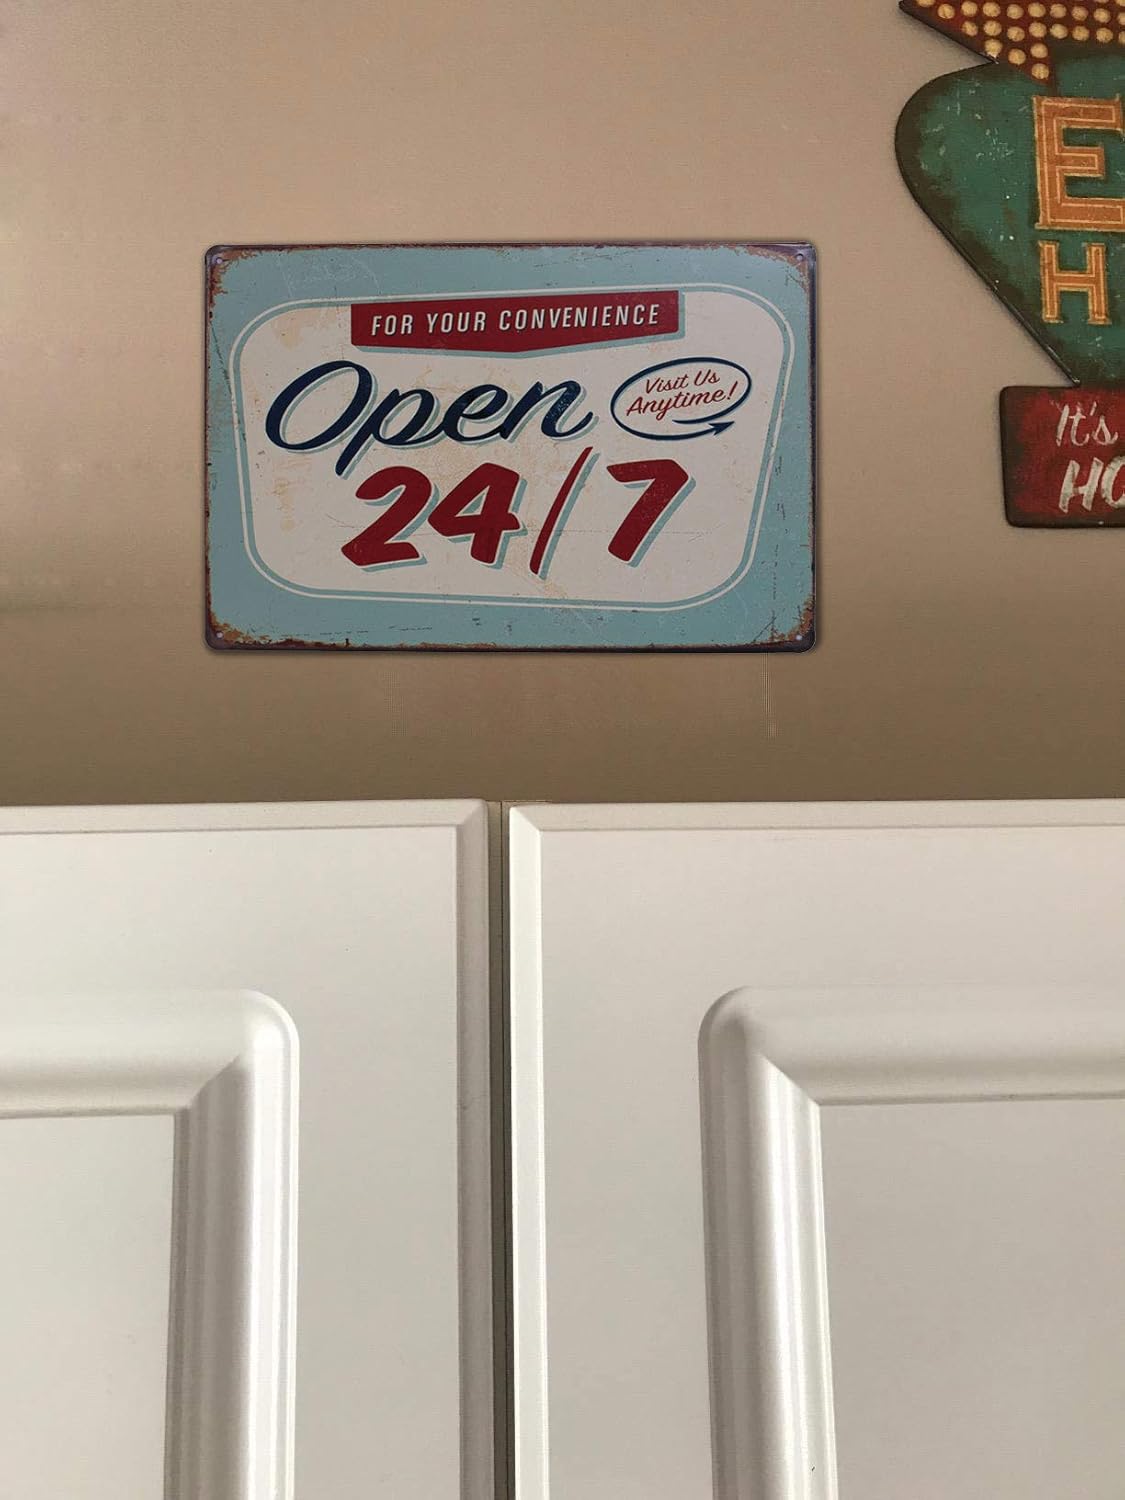 FOR YOUR CONVENIENCE
Open
Visit Us
Anytime!
24/7
E
H
It's